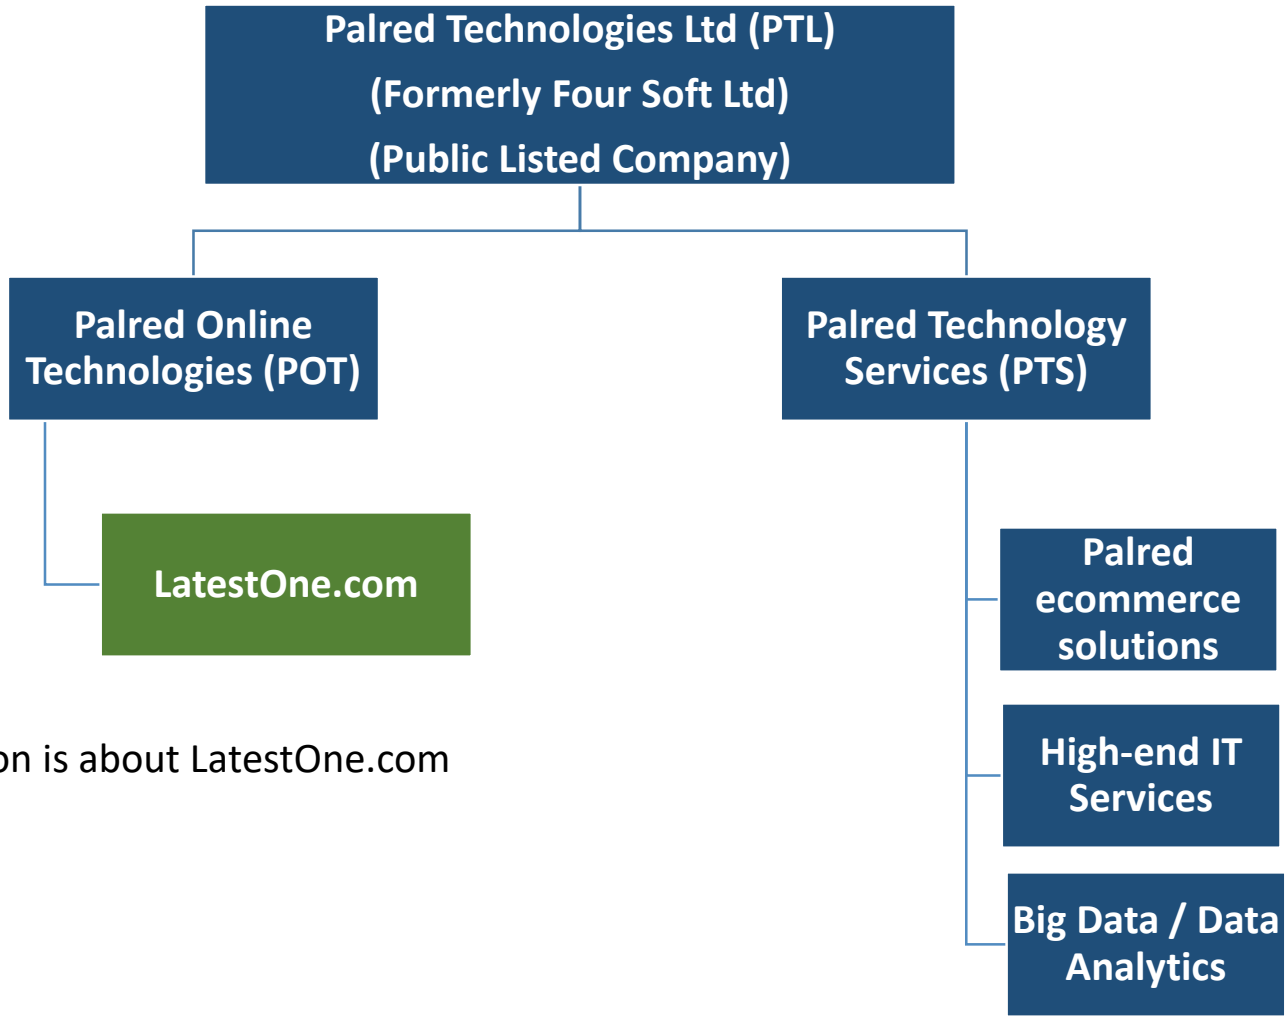 Palred Technologies Ltd (PTL)
(Formerly Four Soft Ltd)
(Public Listed Company)
Palred Online
Technologies (POT)
Palred Technology
Services (PTS)
LatestOne.com
Palred
ecommerce
solutions
is about LatestOne.com
High-end IT
Services
Big Data / Data
Analytics